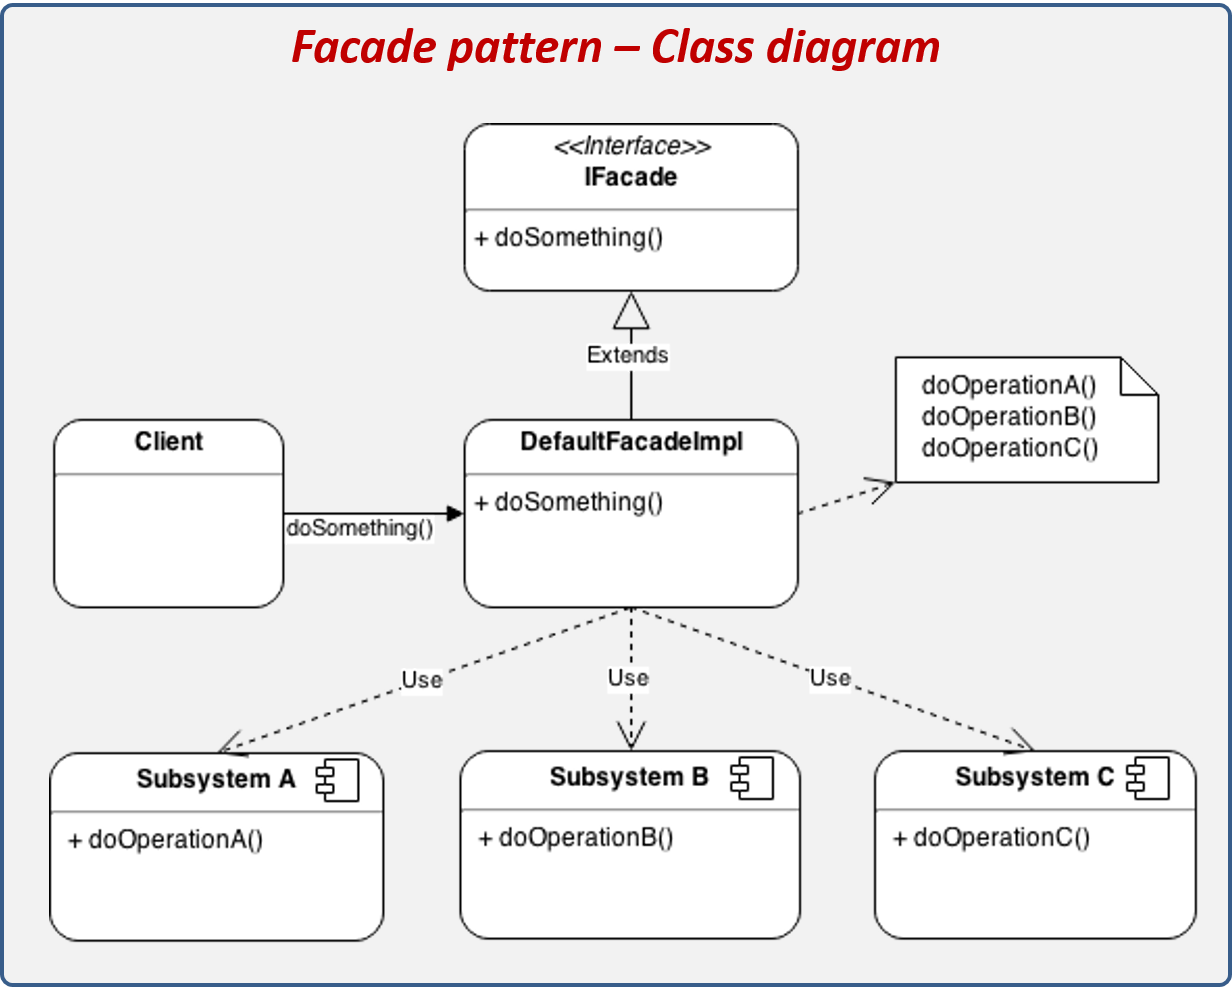 Facade pattern – Class diagram
<<Interface>>
IFacade
+ doSomething()
Extends
doOperationA()
doOperationB()
doOperationC()
Client
doSomething()
DefaultFacadeImpl
+ doSomething()
Use
Use
Use
Subsystem A
+ doOperationA()
Subsystem B
+ doOperationB()
Subsystem C
+ doOperationC()